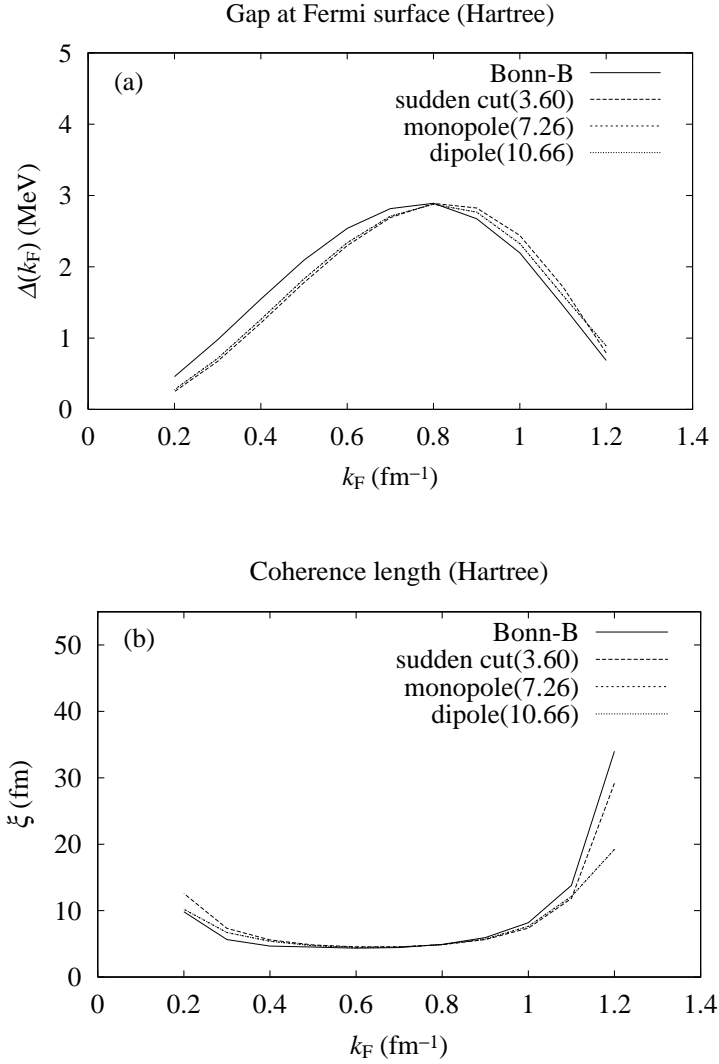 Gap at Fermi surface (Hartree)
(a)
Bonn-B
sudden cut(3.60)
monopole(7.26)
dipole(10.66)
5
4
3
2
1
0
Δ(kF) (MeV)
0 0.2 0.4 0.6 0.8 1 1.2 1.4
kF (fm−1)
Coherence length (Hartree)
(b)
Bonn-B
sudden cut(3.60)
monopole(7.26)
dipole(10.66)
50
40
30
20
10
0
ξ (fm)
0 0.2 0.4 0.6 0.8 1 1.2 1.4
kF (fm−1)